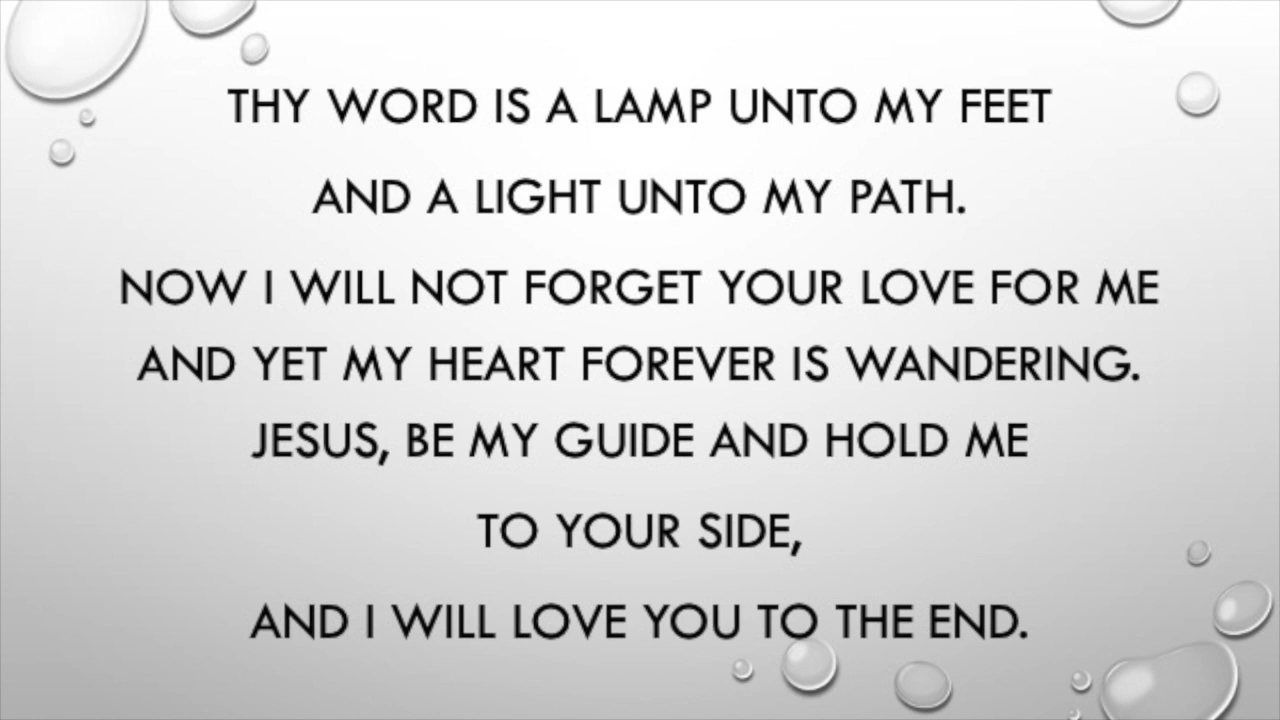 THY WORD IS A LAMP UNTO MY FEET
AND A LIGHT UNTO MY PATH.
NOW I WILL NOT FORGET YOUR LOVE FOR ME
AND YET MY HEART FOREVER IS WANDERING.
JESUS, BE MY GUIDE AND HOLD ME
TO YOUR SIDE,
AND I WILL LOVE YOU TO THE END.